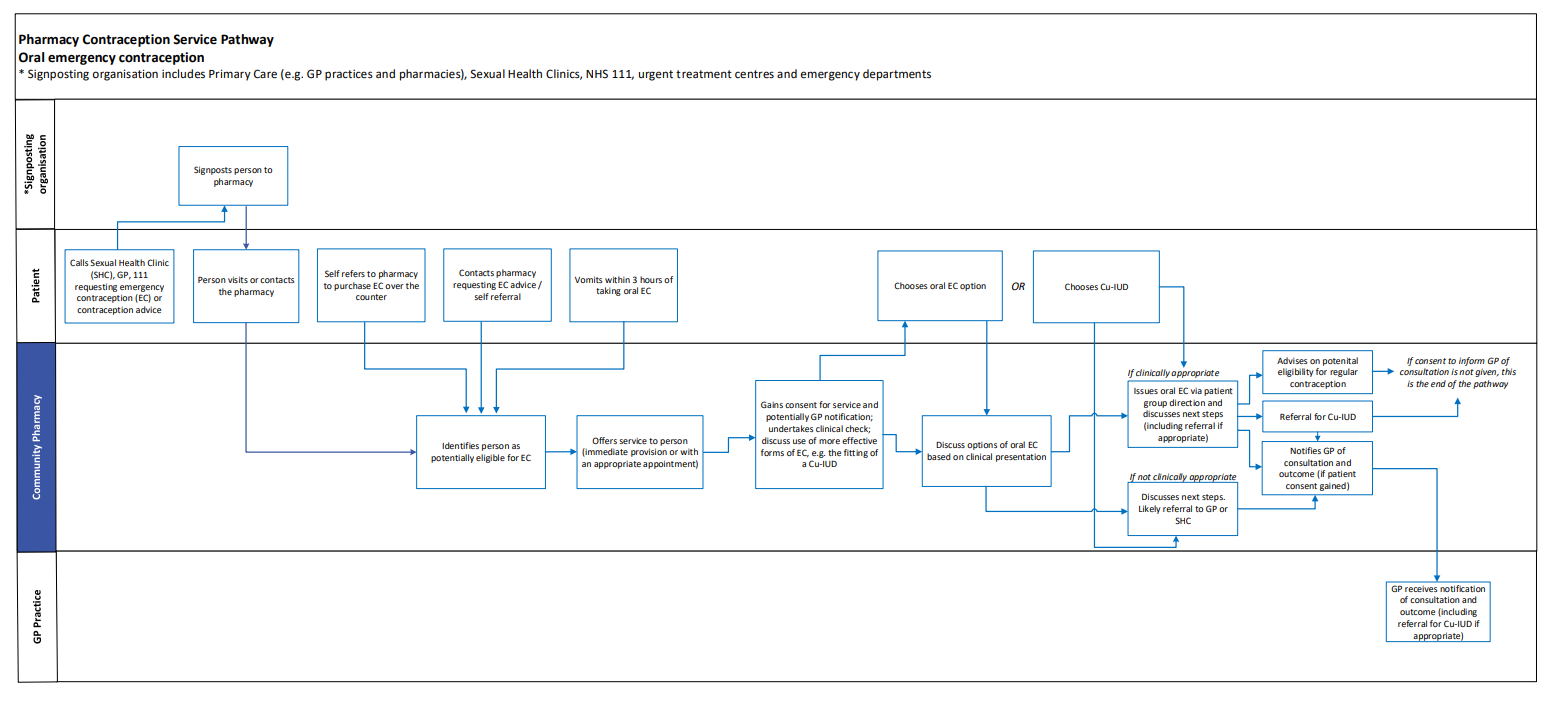 Pharmacy Contraception Service Pathway
Oral emergency contraception
* Signposting organisation includes Primary Care (e.g. GP practices and pharmacies), Sexual Health Clinics, NHS 111, urgent treatment centres and emergency departments
*Signposting
organisation
Signposts person to
pharmacy
Patient
Calls Sexual Health Clinic
(SHC), GP, 111
requesting emergency
contraception (EC) or
contraception advice
Person visits or contacts
the pharmacy
Self refers to pharmacy
to purchase EC over the
counter
Contacts pharmacy
requesting EC advice /
self referral
Vomits within 3 hours of
taking oral EC
Chooses oral EC option
OR
Chooses Cu-IUD
Community Pharmacy
Identifies person as
potentially eligible for EC
Offers service to person
(immediate provision or with
an appropriate appointment)
Gains consent for service and
potentially GP notification;
undertakes clinical check;
discuss use of more effective
forms of EC, e.g. the fitting of
a Cu-IUD
Discuss options of oral EC
based on clinical presentation
If clinically appropriate
Issues oral EC via patient
group direction and
discusses next steps
(including referral if
appropriate)
If not clinically appropriate
Discusses next steps.
Likely referral to GP or
SHC
Advises on potenital
eligibility for regular
contraception
Referral for Cu-IUD
Notifies GP of
consultation and
outcome (if patient
consent gained)
If consent to inform GP of
consultation is not given, this
is the end of the pathway
GP Practice
GP receives notification
of consultation and
outcome (including
referral for Cu-IUD if
appropriate)